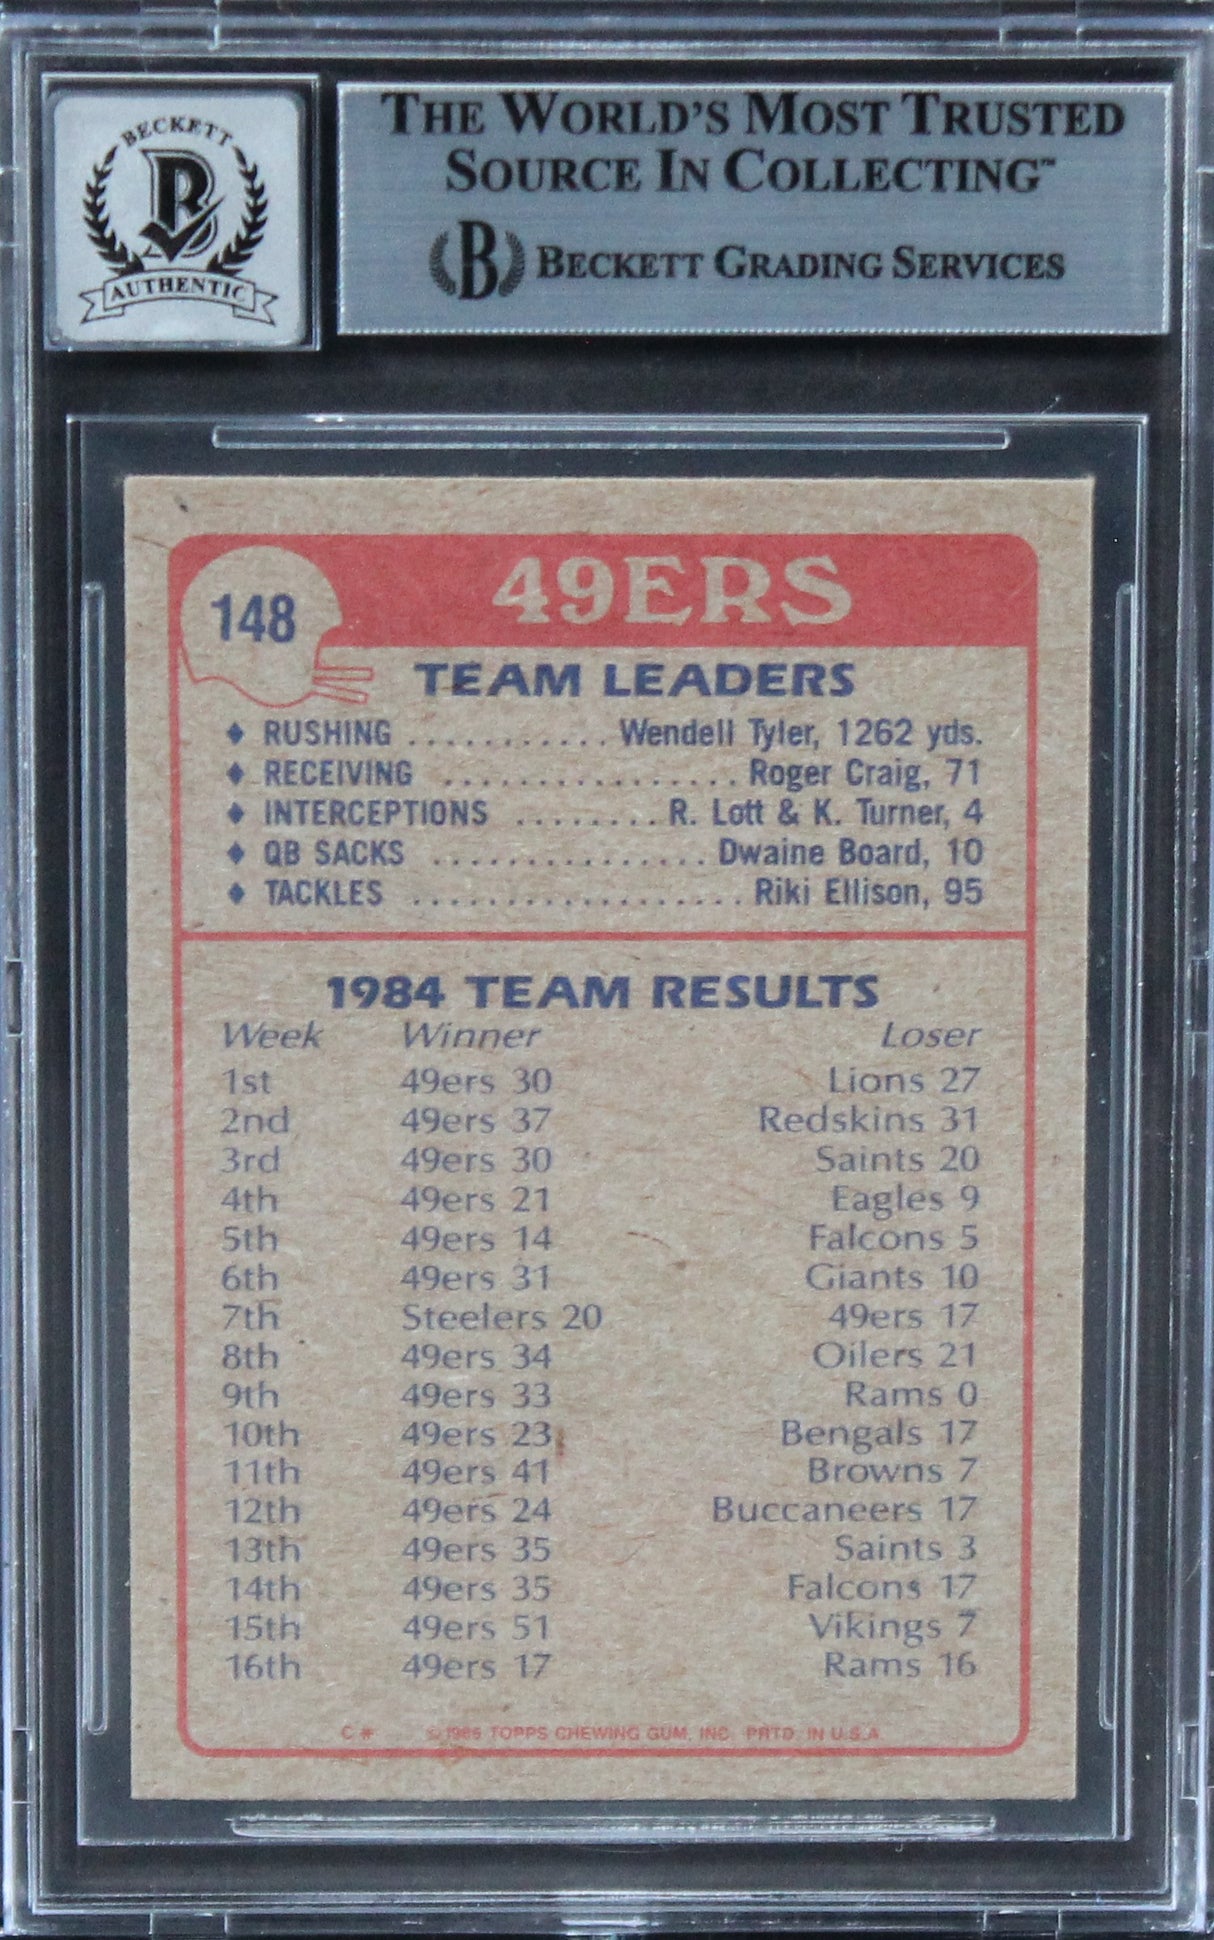 BECKETT
B
AUTHENTIC
THE WORLD'S MOST TRUSTED
SOURCE IN COLLECTING™
B BECKETT GRADING SERVICES
148
49ERS
TEAM LEADERS
♦ RUSHING ........... Wendell Tyler, 1262 yds.
♦ RECEIVING ................ Roger Craig, 71
♦ INTERCEPTIONS ........ R. Lott & K. Turner, 4
♦ QB SACKS ............... Dwaine Board, 10
♦ TACKLES .................. Riki Ellison, 95
1984 TEAM RESULTS
Week Winner Loser
1st 49ers 30 Lions 27
2nd 49ers 37 Redskins 31
3rd 49ers 30 Saints 20
4th 49ers 21 Eagles 9
5th 49ers 14 Falcons 5
6th 49ers 31 Giants 10
7th Steelers 20 49ers 17
8th 49ers 34 Oilers 21
9th 49ers 33 Rams 0
10th 49ers 23 Bengals 17
11th 49ers 41 Browns 7
12th 49ers 24 Buccaneers 17
13th 49ers 35 Saints 3
14th 49ers 35 Falcons 17
15th 49ers 51 Vikings 7
16th 49ers 17 Rams 16
C* © 1985 TOPPS CHEWING GUM, INC. PRTD. IN U.S.A.